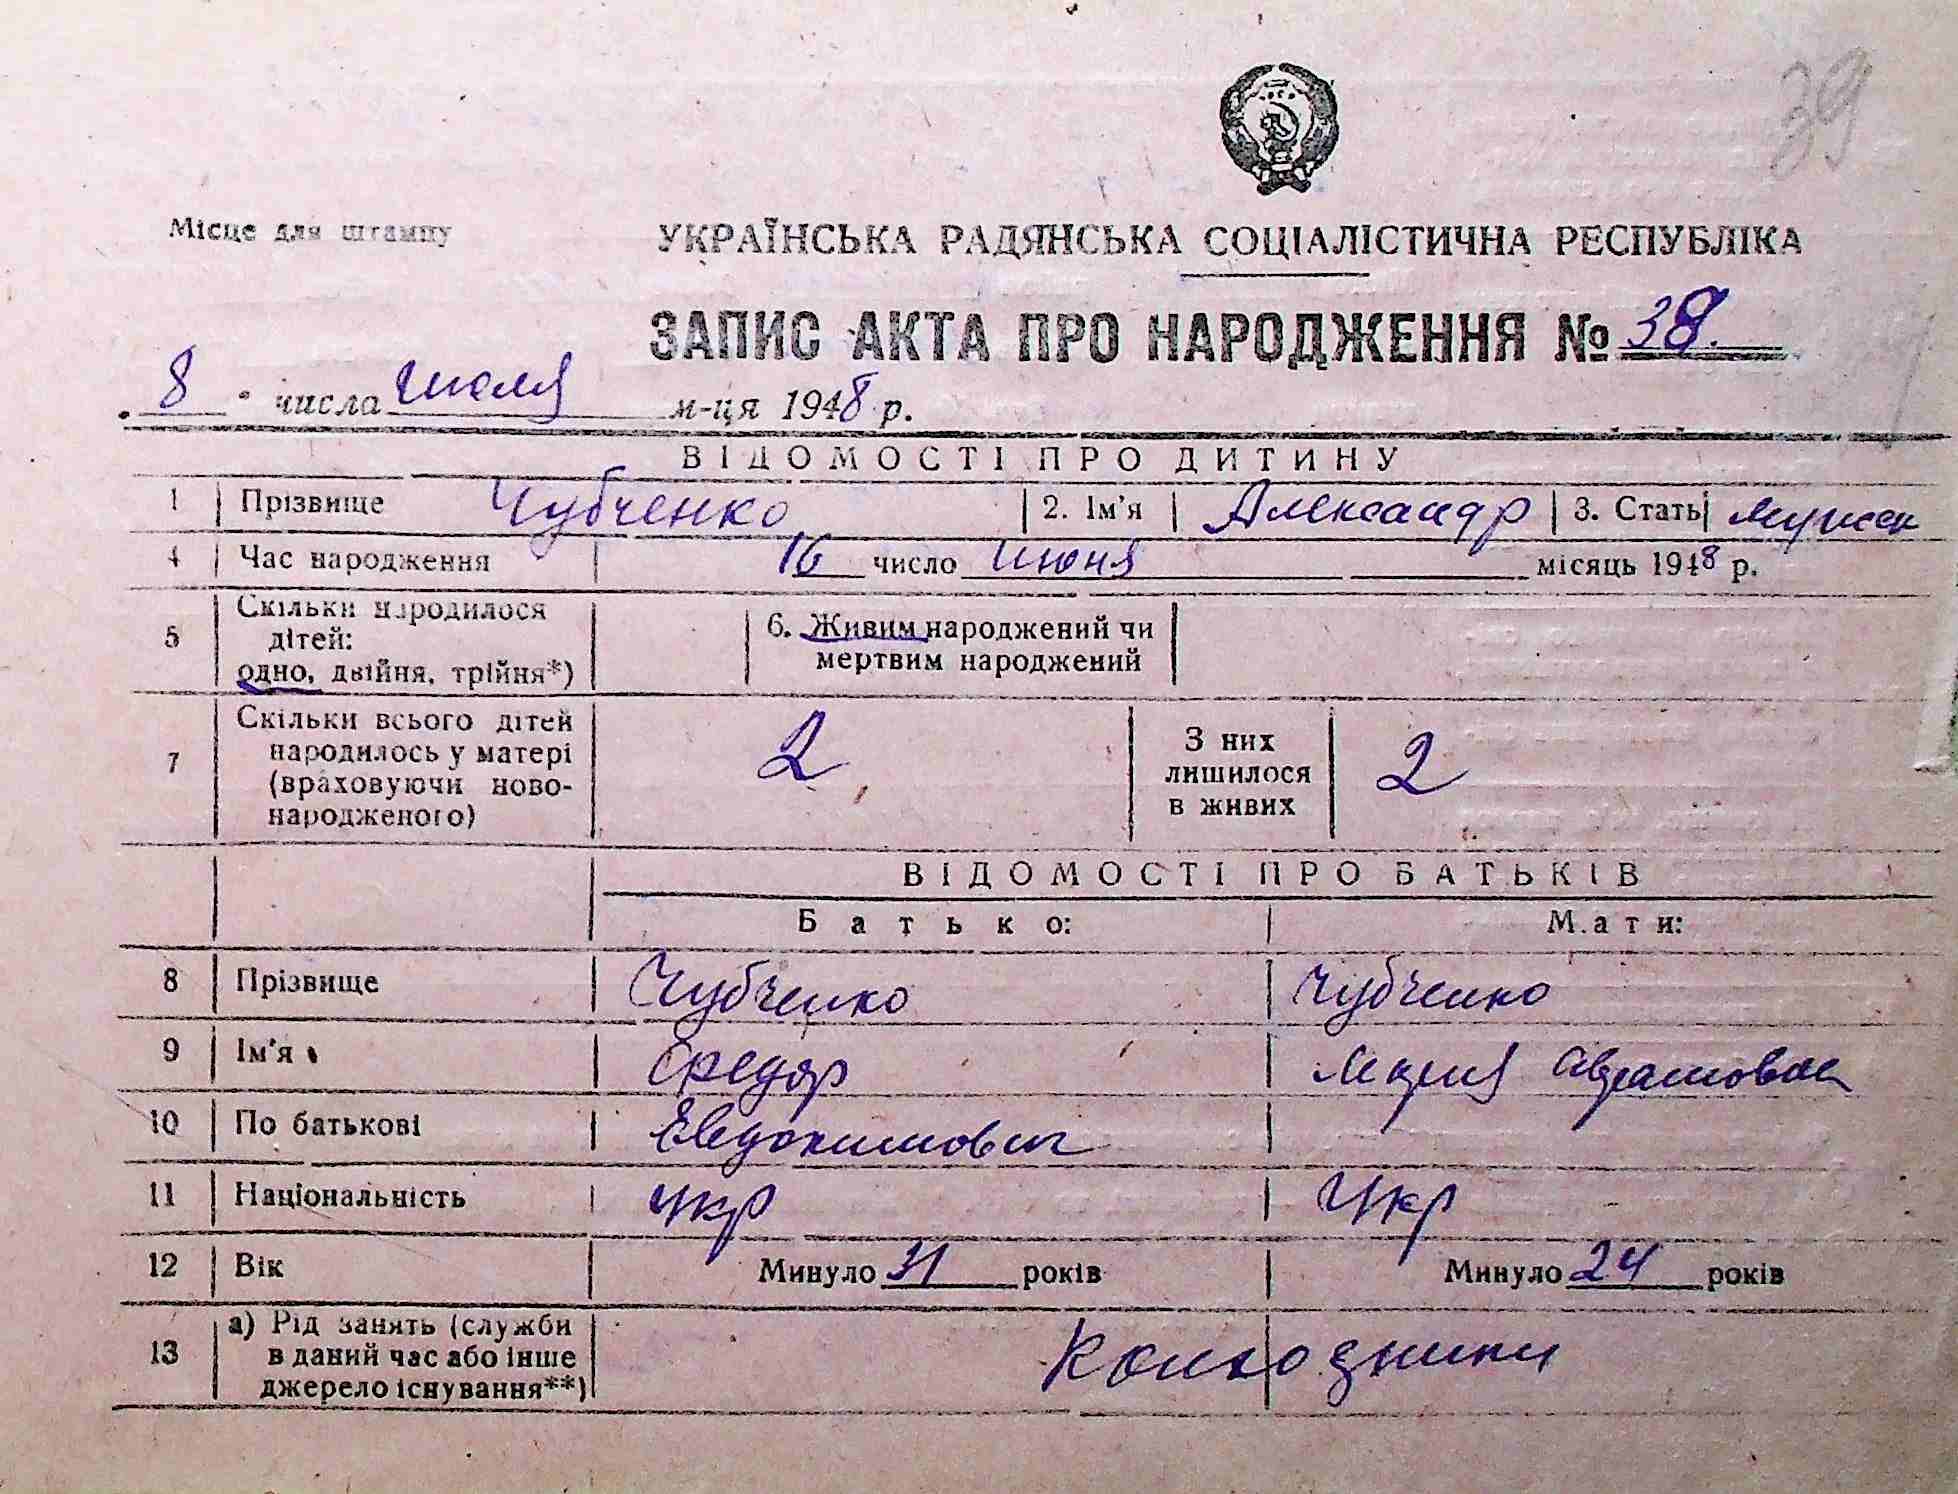 39
Місце для штампу
УКРАЇНСЬКА РАДЯНСЬКА СОЦІАЛІСТИЧНА РЕСПУБЛІКА
ЗАПИС АКТА ПРО НАРОДЖЕННЯ № 38.
8 числа июля м-ця 1948 р.
ВІДОМОСТІ ПРО ДИТИНУ
1 Прізвище Чубченко 2. Ім'я Александр 3. Стать мужск
4 Час народження 16 число июня місяць 1948 р.
5 Скільки народилося дітей: одно, двійня, трійня*) 6. Живим народжений чи мертвим народжений
7 Скільки всього дітей народилось у матері (враховуючи ново-народженого) 2 З них лишилося в живих 2
ВІДОМОСТІ ПРО БАТЬКІВ
Батько: Мати:
8 Прізвище Чубченко Чубченко
9 Ім'я Федор Мария Аврамовна
10 По батькові Евдокимович
11 Національність укр Укр
12 Вік Минуло 31 років Минуло 24 років
13 а) Рід занять (служби в даний час або інше джерело існування**) Колхозники